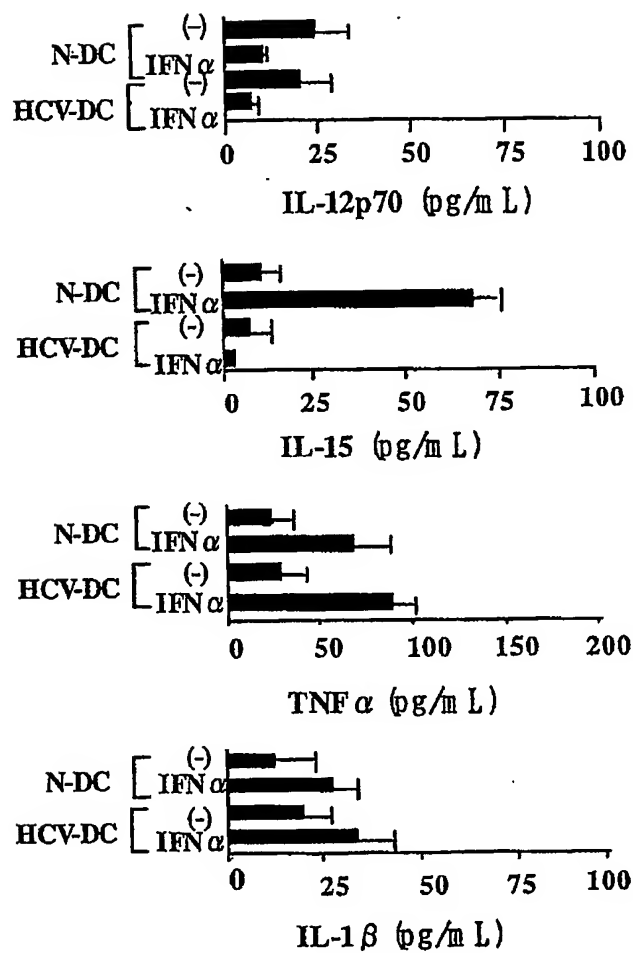 (-)
N-DC
IFNα
(-)
HCV-DC
IFNα
0 25 50 75 100
IL-12p70 (pg/mL)
(-)
N-DC
IFNα
(-)
HCV-DC
IFNα
0 25 50 75 100
IL-15 (pg/mL)
(-)
N-DC
IFNα
(-)
HCV-DC
IFNα
0 50 100 150 200
TNFα (pg/mL)
(-)
N-DC
IFNα
(-)
HCV-DC
IFNα
0 25 50 75 100
IL-1β (pg/mL)